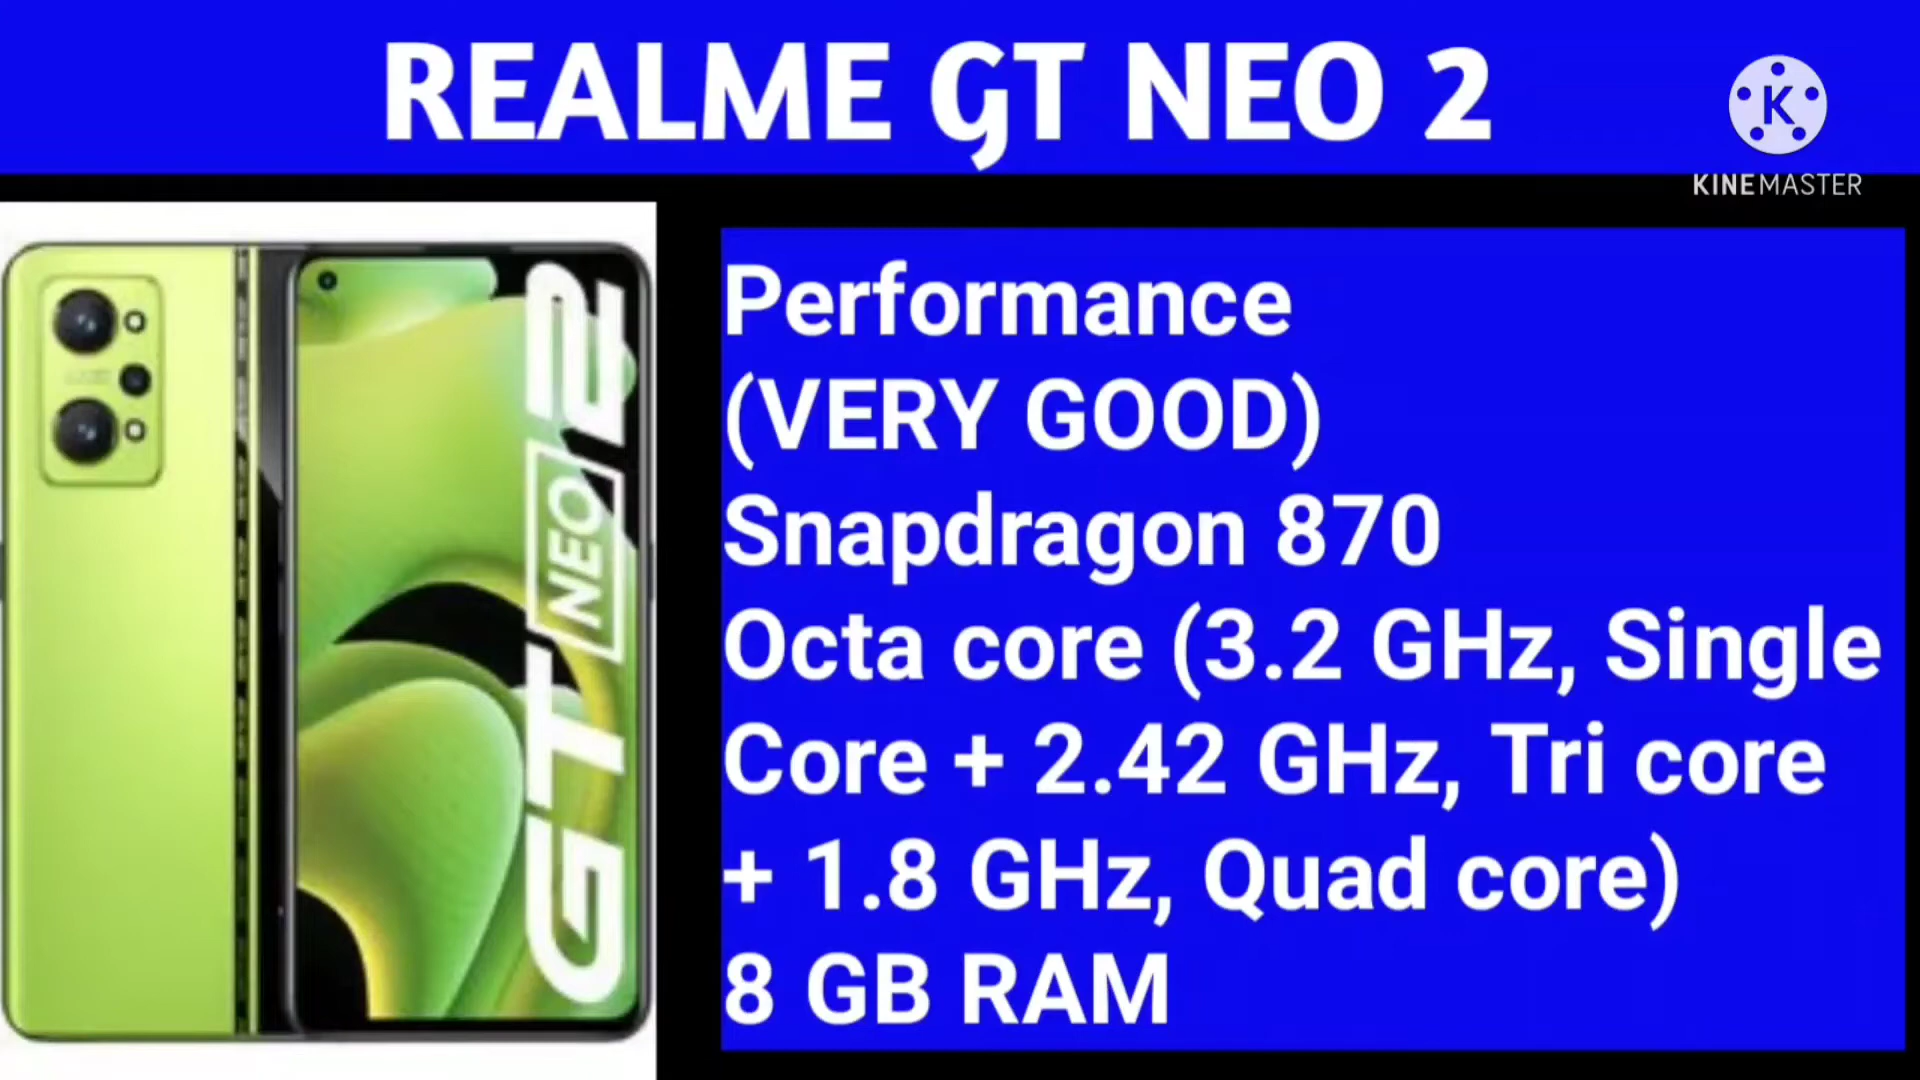 REALME GT NEO 2
K
KINEMASTER
GT NEO 2
Performance
(VERY GOOD)
Snapdragon 870
Octa core (3.2 GHz, Single
Core + 2.42 GHz, Tri core
+ 1.8 GHz, Quad core)
8 GB RAM